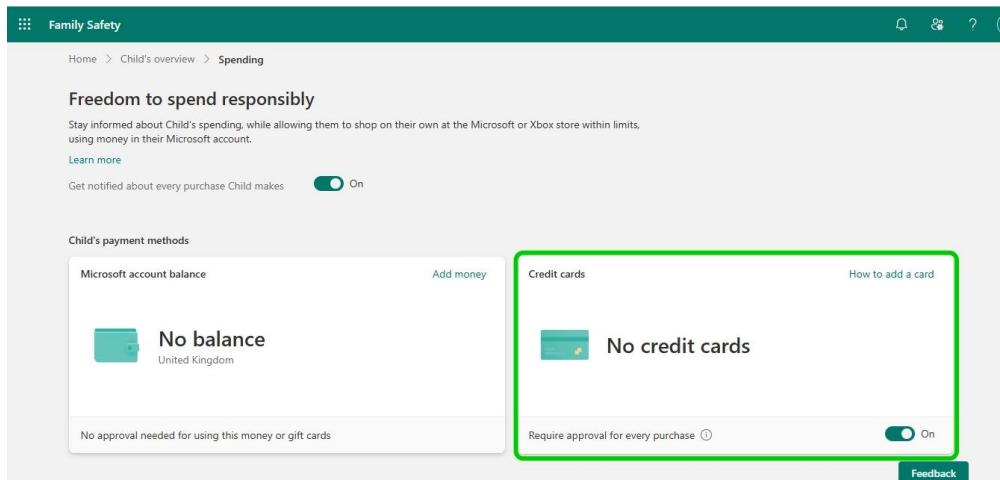 Family Safety
?
Home > Child's overview > Spending
Freedom to spend responsibly
Stay informed about Child's spending, while allowing them to shop on their own at the Microsoft or Xbox store within limits,
using money in their Microsoft account.
Learn more
Get notified about every purchase Child makes On
Child's payment methods
Microsoft account balance Add money
No balance
United Kingdom
No approval needed for using this money or gift cards
Credit cards How to add a card
No credit cards
Require approval for every purchase On
Feedback